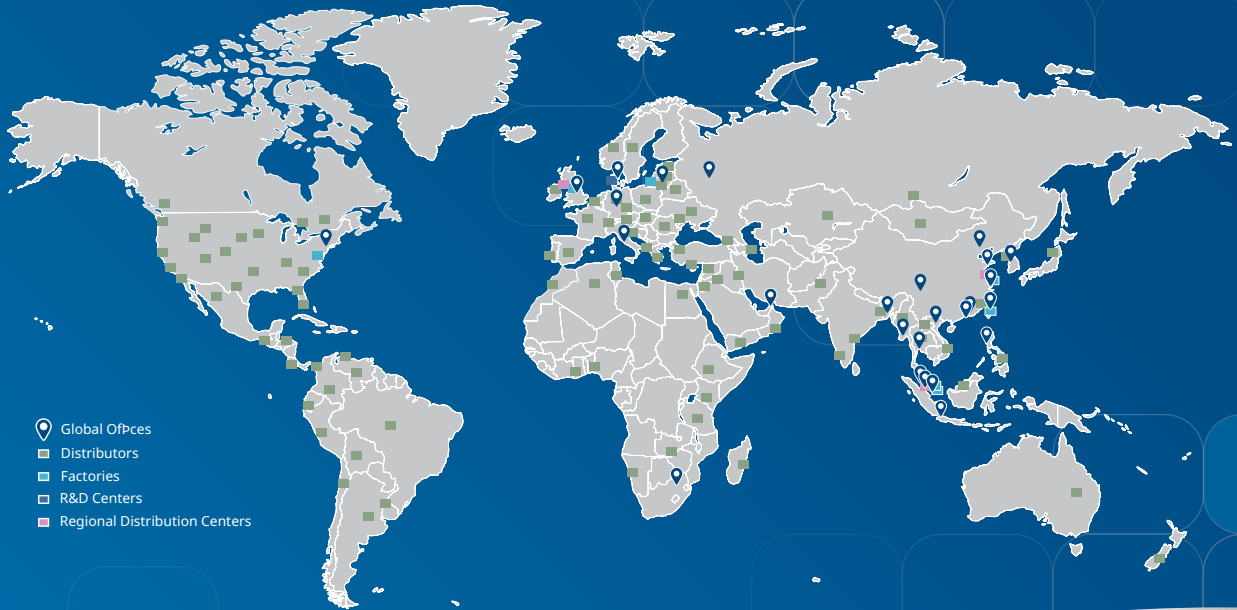 Global OfÞces
Distributors
Factories
R&D Centers
Regional Distribution Centers